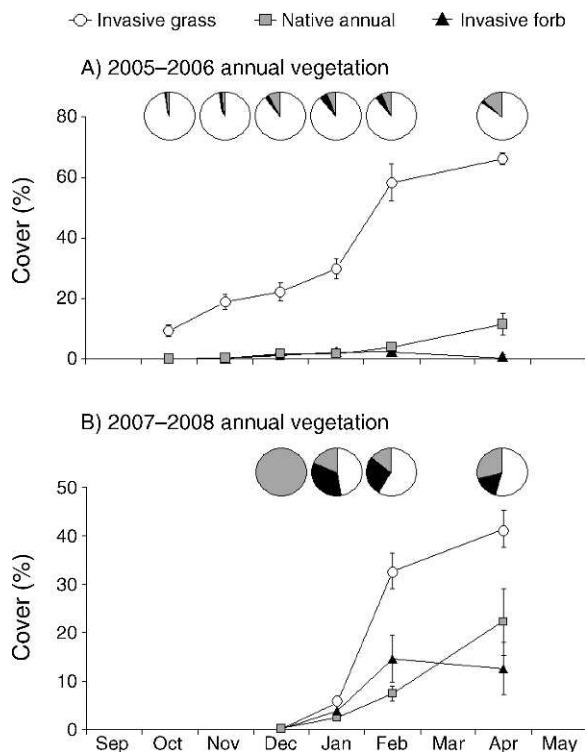 Invasive grass Native annual Invasive forb
A) 2005–2006 annual vegetation
80
60
40
20
0
Cover (%)
B) 2007–2008 annual vegetation
50
40
30
20
10
0
Cover (%)
Sep Oct Nov Dec Jan Feb Mar Apr May